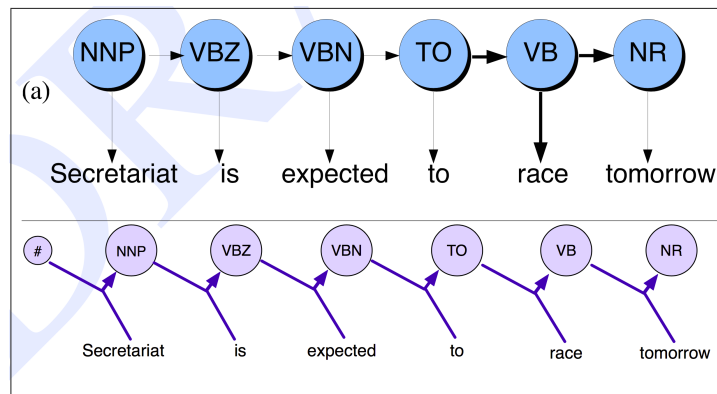 NNP VBZ VBN TO VB NR
(a)
Secretariat is expected to race tomorrow
# NNP VBZ VBN TO VB NR
Secretariat is expected to race tomorrow